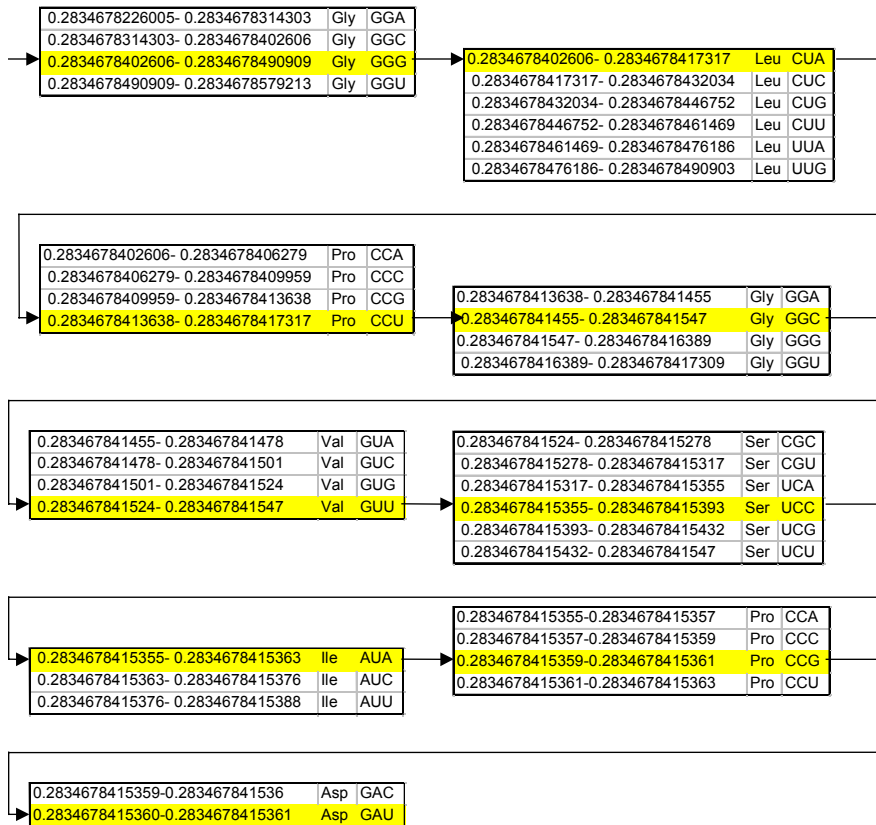 0.2834678226005- 0.2834678314303 Gly GGA
0.2834678314303- 0.2834678402606 Gly GGC
0.2834678402606- 0.2834678490909 Gly GGG
0.2834678490909- 0.2834678579213 Gly GGU
0.2834678402606- 0.2834678417317 Leu CUA
0.2834678417317- 0.2834678432034 Leu CUC
0.2834678432034- 0.2834678446752 Leu CUG
0.2834678446752- 0.2834678461469 Leu CUU
0.2834678461469- 0.2834678476186 Leu UUA
0.2834678476186- 0.2834678490903 Leu UUG
0.2834678402606- 0.2834678406279 Pro CCA
0.2834678406279- 0.2834678409959 Pro CCC
0.2834678409959- 0.2834678413638 Pro CCG
0.2834678413638- 0.2834678417317 Pro CCU
0.2834678413638- 0.283467841455 Gly GGA
0.283467841455- 0.283467841547 Gly GGC
0.283467841547- 0.2834678416389 Gly GGG
0.2834678416389- 0.2834678417309 Gly GGU
0.283467841455- 0.283467841478 Val GUA
0.283467841478- 0.283467841501 Val GUC
0.283467841501- 0.283467841524 Val GUG
0.283467841524- 0.283467841547 Val GUU
0.283467841524- 0.2834678415278 Ser CGC
0.2834678415278- 0.2834678415317 Ser CGU
0.2834678415317- 0.2834678415355 Ser UCA
0.2834678415355- 0.2834678415393 Ser UCC
0.2834678415393- 0.2834678415432 Ser UCG
0.2834678415432- 0.283467841547 Ser UCU
0.2834678415355- 0.2834678415363 Ile AUA
0.2834678415363- 0.2834678415376 Ile AUC
0.2834678415376- 0.2834678415388 Ile AUU
0.2834678415355-0.2834678415357 Pro CCA
0.2834678415357-0.2834678415359 Pro CCC
0.2834678415359-0.2834678415361 Pro CCG
0.2834678415361-0.2834678415363 Pro CCU
0.2834678415359-0.283467841536 Asp GAC
0.2834678415360-0.2834678415361 Asp GAU